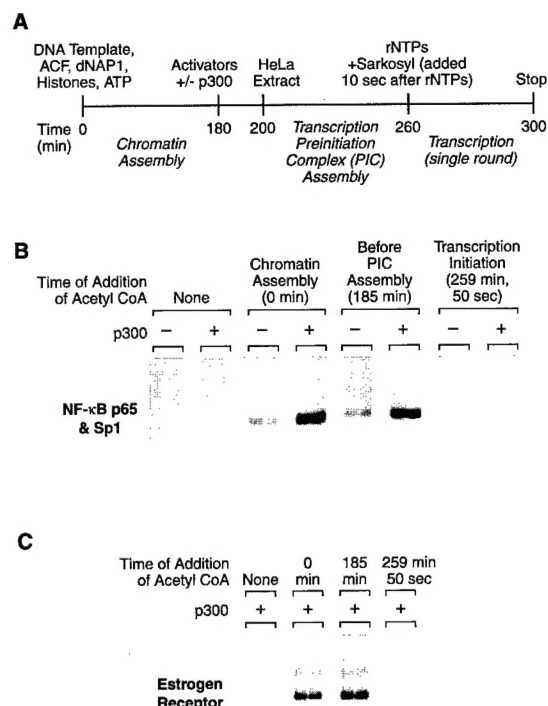 A
DNA Template,
ACF, dNAP1,
Histones, ATP
Activators
+/- p300
HeLa
Extract
rNTPs
+Sarkosyl (added
10 sec after rNTPs)
Stop
Time 0 180 200 260 300
(min)
Chromatin
Assembly
Transcription
Preinitiation
Complex (PIC)
Assembly
Transcription
(single round)
B
Time of Addition
of Acetyl CoA
None
Chromatin
Assembly
(0 min)
Before
PIC
Assembly
(185 min)
Transcription
Initiation
(259 min,
50 sec)
p300 − + − + − + − +
NF-κB p65
& Sp1
C
Time of Addition
of Acetyl CoA
None
0
min
185
min
259 min
50 sec
p300 + + + +
Estrogen
Receptor